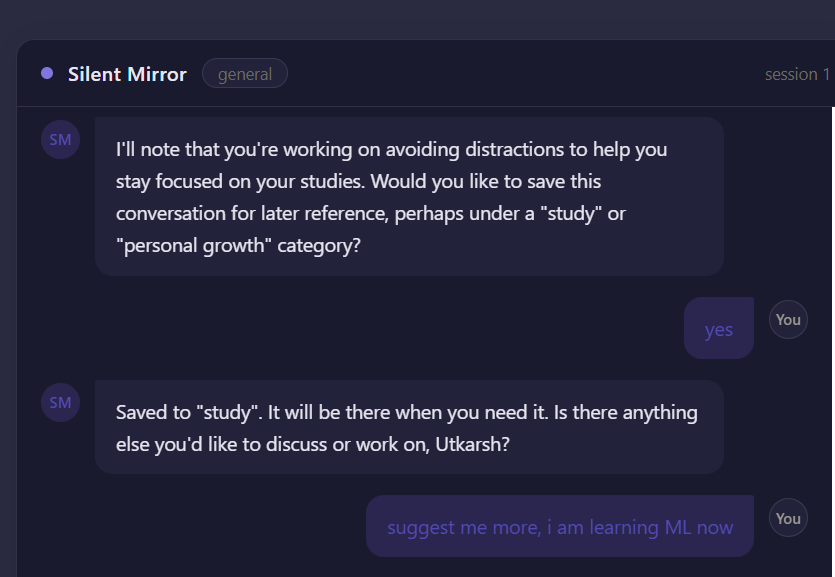 Silent Mirror
general
session 1
SM
I'll note that you're working on avoiding distractions to help you
stay focused on your studies. Would you like to save this
conversation for later reference, perhaps under a "study" or
"personal growth" category?
yes
You
SM
Saved to "study". It will be there when you need it. Is there anything
else you'd like to discuss or work on, Utkarsh?
suggest me more, i am learning ML now
You